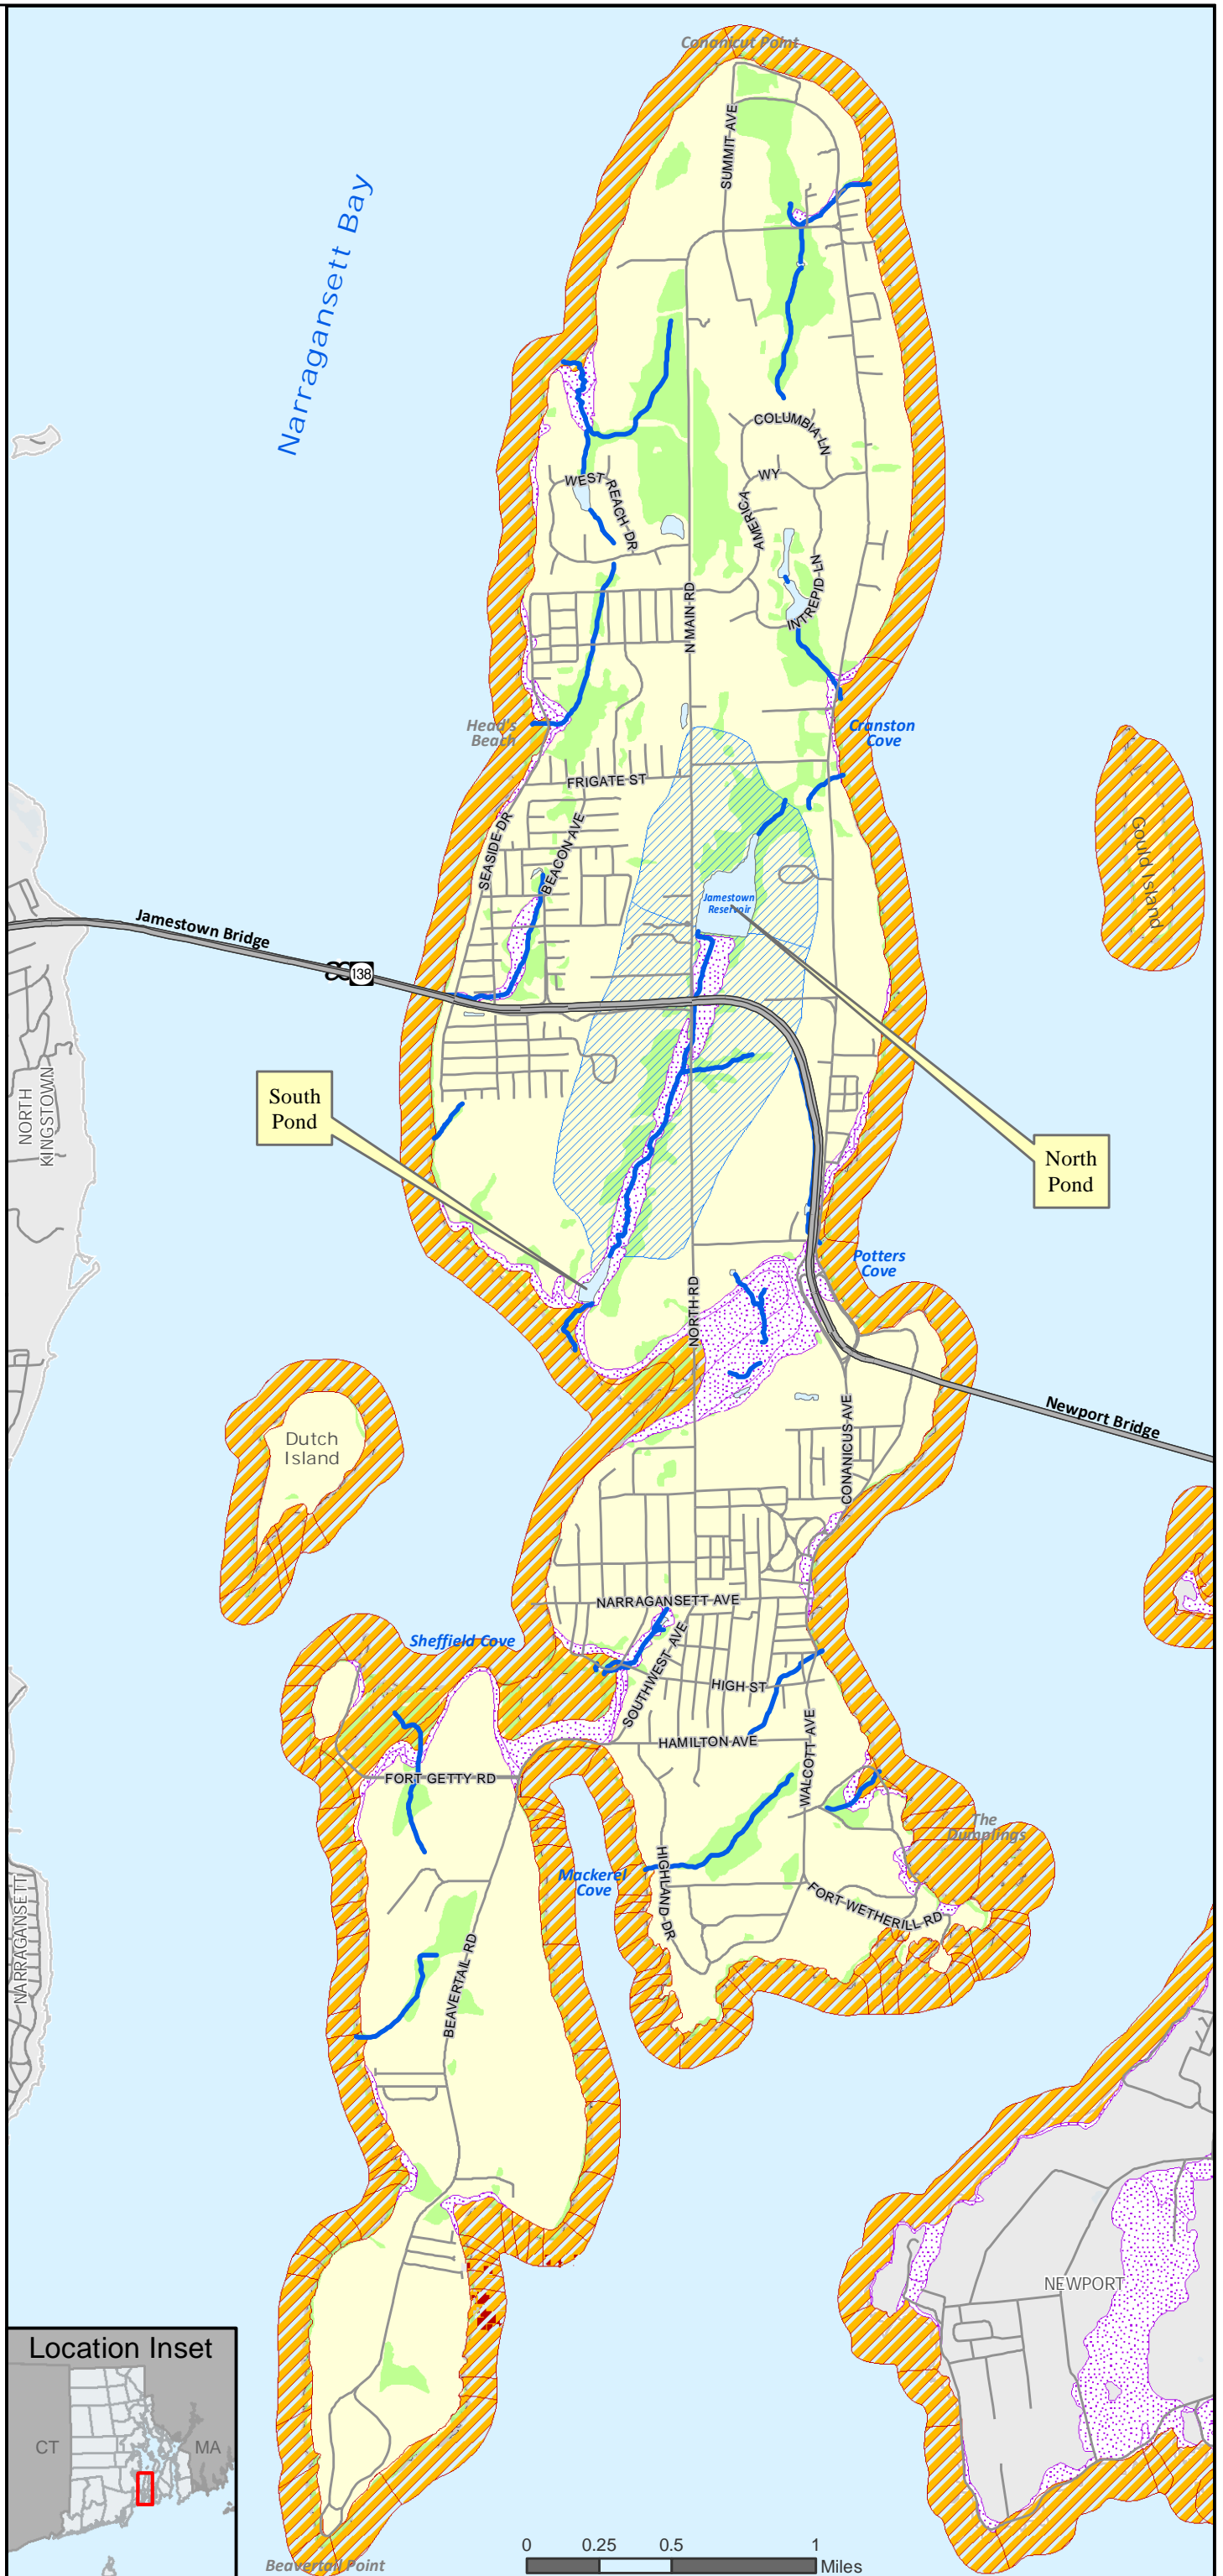 Conanicut Point
SUMMIT AVE
Narragansett Bay
COLUMBIA LN
WEST REACH DR
AMERICA WY
INTREPID LN
N MAIN RD
Head's
Beach
Cranston
Cove
FRIGATE ST
SEASIDE DR
BEACON AVE
Gould Island
Jamestown
Reservoir
Jamestown Bridge
138
NORTH
KINGSTOWN
South
Pond
North
Pond
Potters
Cove
NORTH RD
Newport Bridge
CONANICUS AVE
Dutch
Island
NARRAGANSETT AVE
Sheffield Cove
SOUTHWEST AVE
HIGH ST
HAMILTON AVE
WALCOTT AVE
FORT GETTY RD
The
Dumplings
Mackerel
Cove
HIGHLAND DR
FORT WETHERILL RD
NARRAGANSETT
BEAVERTAIL RD
NEWPORT
Location Inset
CT
MA
0 0.25 0.5 1
Miles
Beavertail Point